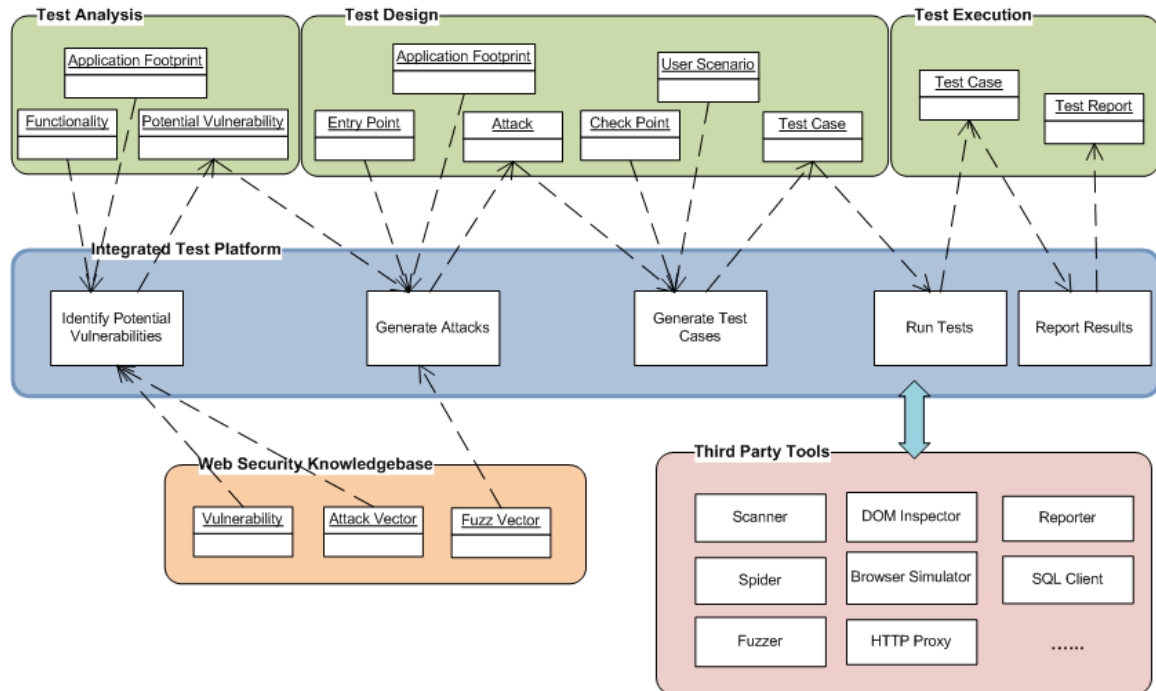 Test Analysis
Test Design
Test Execution
Application Footprint
Functionality
Potential Vulnerability
Application Footprint
User Scenario
Entry Point
Attack
Check Point
Test Case
Test Case
Test Report
Integrated Test Platform
Identify Potential
Vulnerabilities
Generate Attacks
Generate Test
Cases
Run Tests
Report Results
Web Security Knowledgebase
Vulnerability
Attack Vector
Fuzz Vector
Third Party Tools
Scanner
DOM Inspector
Reporter
Spider
Browser Simulator
SQL Client
Fuzzer
HTTP Proxy
......